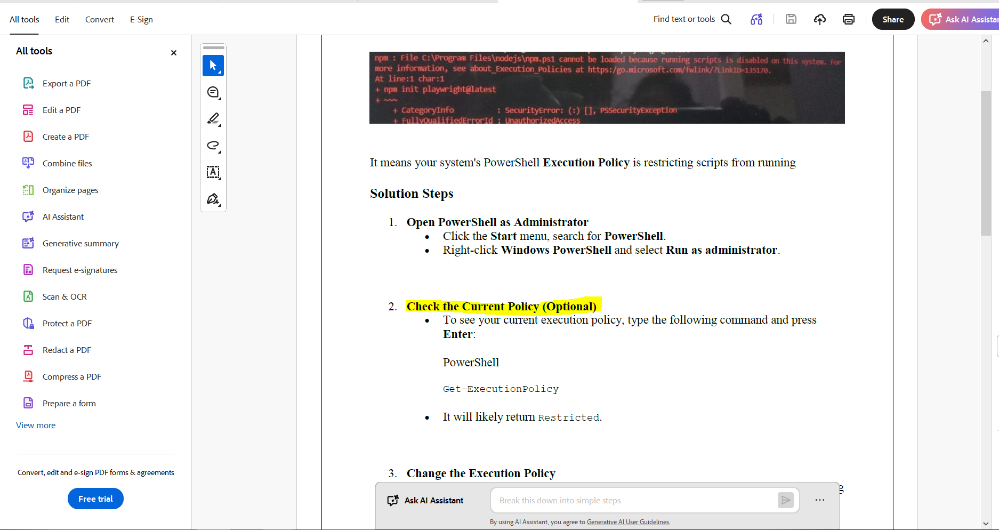 All tools
Edit
Convert
E-Sign
Find text or tools
Share
Ask AI Assistan
All tools
Export a PDF
Edit a PDF
Create a PDF
Combine files
Organize pages
AI Assistant
Generative summary
Request e-signatures
Scan & OCR
Protect a PDF
Redact a PDF
Compress a PDF
Prepare a form
View more
Convert, edit and e-sign PDF forms & agreements
Free trial
npm : File C:\Program Files\nodejs\npm.ps1 cannot be loaded because running scripts is disabled on this system. For
more information, see about_Execution_Policies at https:/go.microsoft.com/fwlink/?LinkID=135170.
At line:1 char:1
+ npm init playwright@latest
+ ~~~
+ CategoryInfo : SecurityError: (:) [], PSSecurityException
+ FullyQualifiedErrorId : UnauthorizedAccess
It means your system's PowerShell Execution Policy is restricting scripts from running
Solution Steps
1. Open PowerShell as Administrator
• Click the Start menu, search for PowerShell.
• Right-click Windows PowerShell and select Run as administrator.
2. Check the Current Policy (Optional)
• To see your current execution policy, type the following command and press
Enter:
PowerShell
Get-ExecutionPolicy
• It will likely return Restricted.
3. Change the Execution Policy
g
Ask AI Assistant
Break this down into simple steps.
...
By using AI Assistant, you agree to Generative AI User Guidelines.